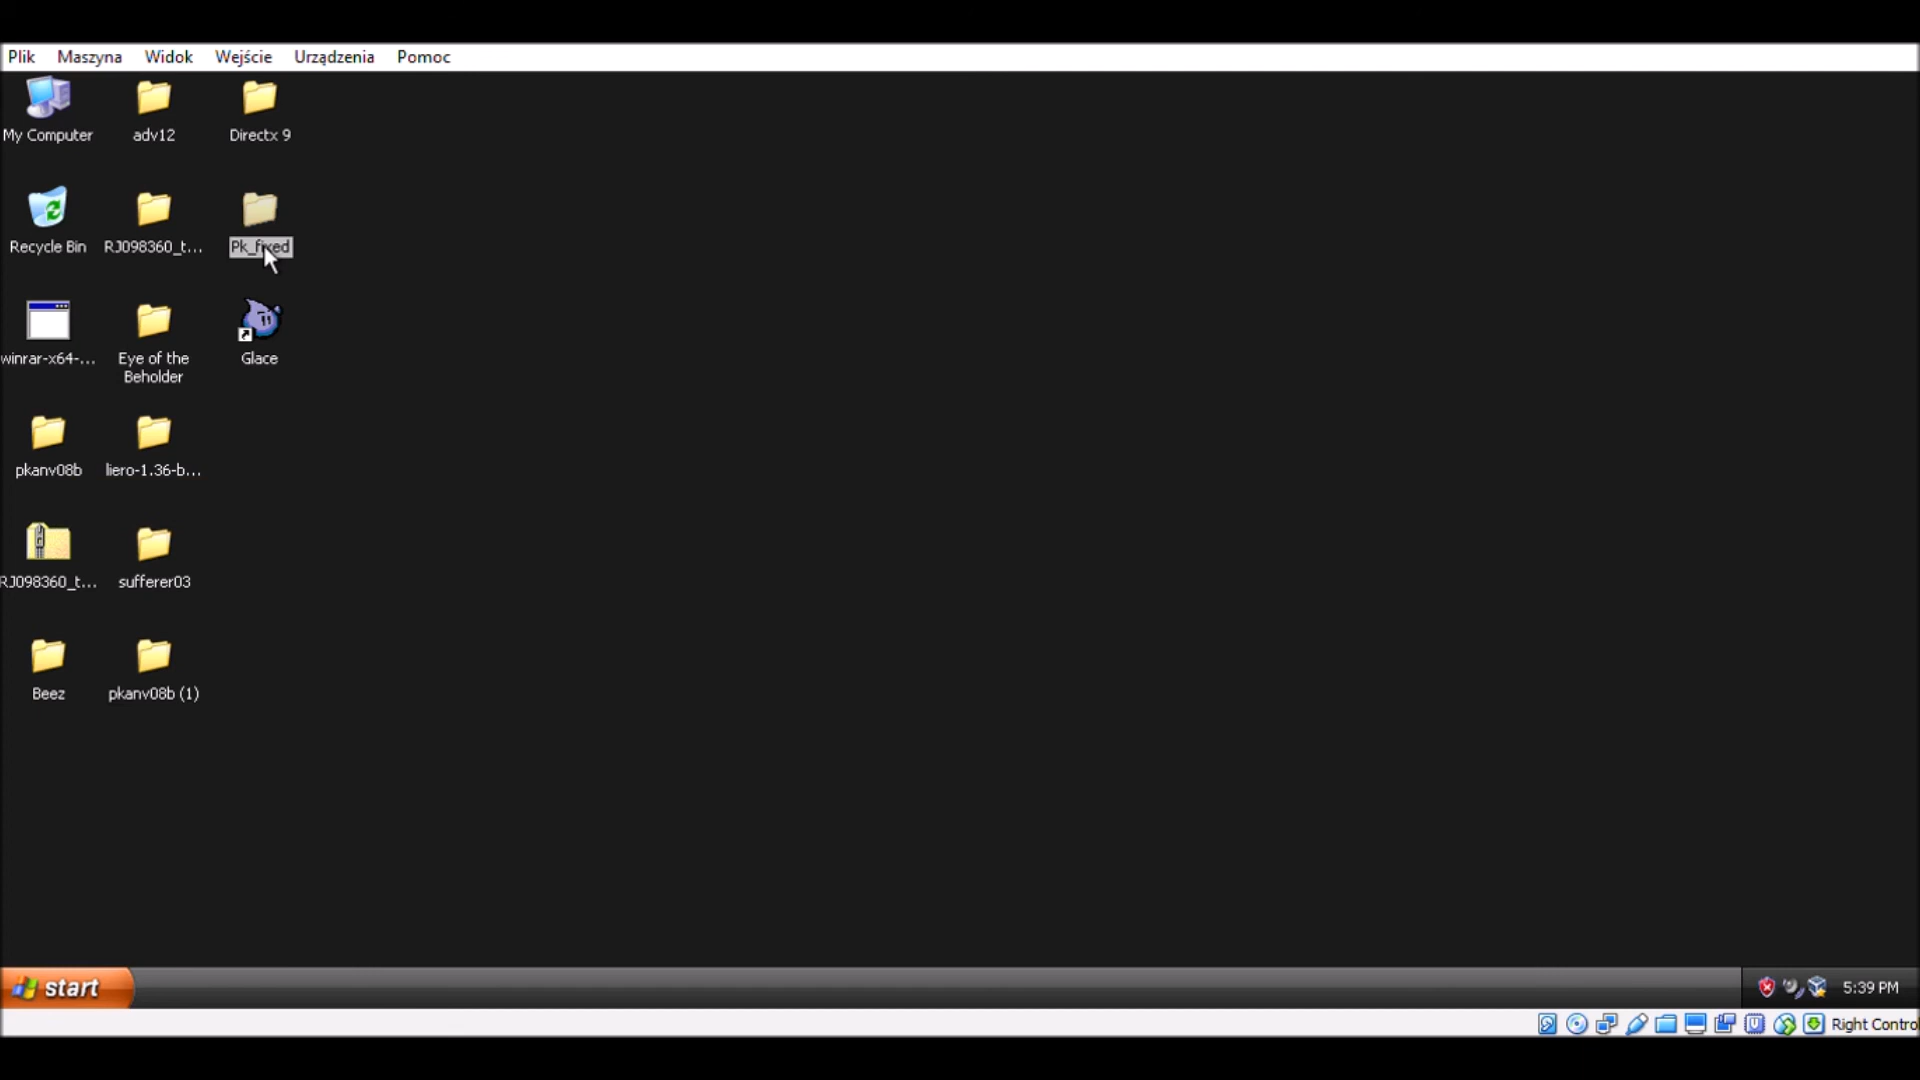 Plik Maszyna Widok Wejście Urządzenia Pomoc
My Computer
adv12
Directx 9
Recycle Bin
RJ098360_t...
Pk_fixed
winrar-x64-...
Eye of the
Beholder
Glace
pkanv08b
liero-1.36-b...
RJ098360_t...
sufferer03
Beez
pkanv08b (1)
start
5:39 PM
Right Contro